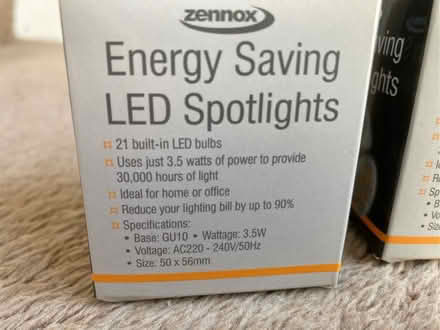 zennox
Energy Saving
LED Spotlights
21 built-in LED bulbs
Uses just 3.5 watts of power to provide
30,000 hours of light
Ideal for home or office
Reduce your lighting bill by up to 90%
Specifications:
• Base: GU10 • Wattage: 3.5W
• Voltage: AC220 - 240V/50Hz
• Size: 50 x 56mm
ving
ights